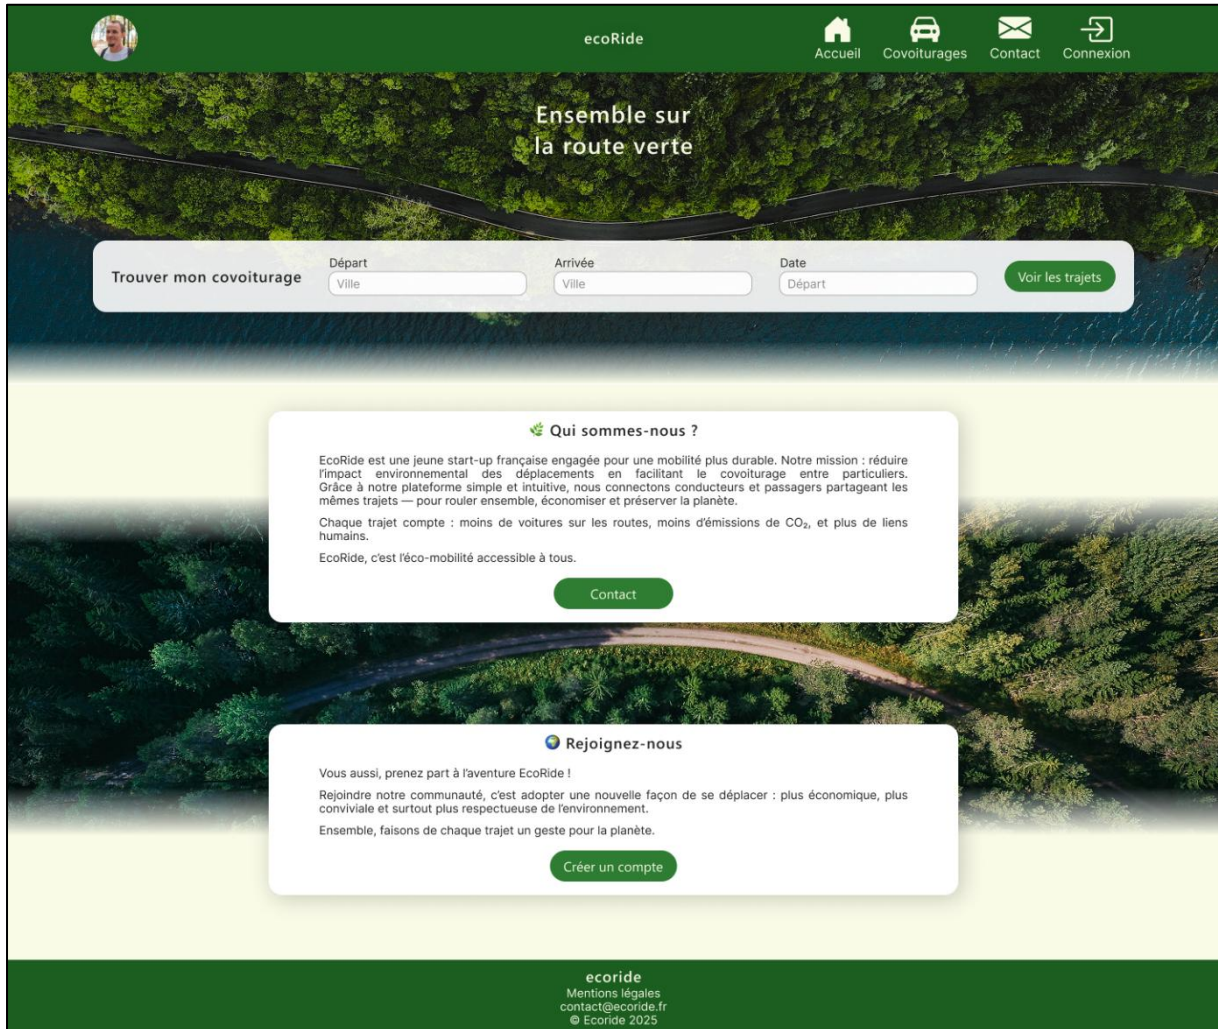 ecoRide
Accueil
Covoiturages
Contact
Connexion
Ensemble sur
la route verte
Trouver mon covoiturage
Départ
Ville
Arrivée
Ville
Date
Départ
Voir les trajets
🌿 Qui sommes-nous ?
EcoRide est une jeune start-up française engagée pour une mobilité plus durable. Notre mission : réduire
l'impact environnemental des déplacements en facilitant le covoiturage entre particuliers.
Grâce à notre plateforme simple et intuitive, nous connectons conducteurs et passagers partageant les
mêmes trajets — pour rouler ensemble, économiser et préserver la planète.
Chaque trajet compte : moins de voitures sur les routes, moins d'émissions de CO₂, et plus de liens
humains.
EcoRide, c'est l'éco-mobilité accessible à tous.
Contact
🌍 Rejoignez-nous
Vous aussi, prenez part à l'aventure EcoRide !
Rejoindre notre communauté, c'est adopter une nouvelle façon de se déplacer : plus économique, plus
conviviale et surtout plus respectueuse de l'environnement.
Ensemble, faisons de chaque trajet un geste pour la planète.
Créer un compte
ecoride
Mentions légales
contact@ecoride.fr
© Ecoride 2025